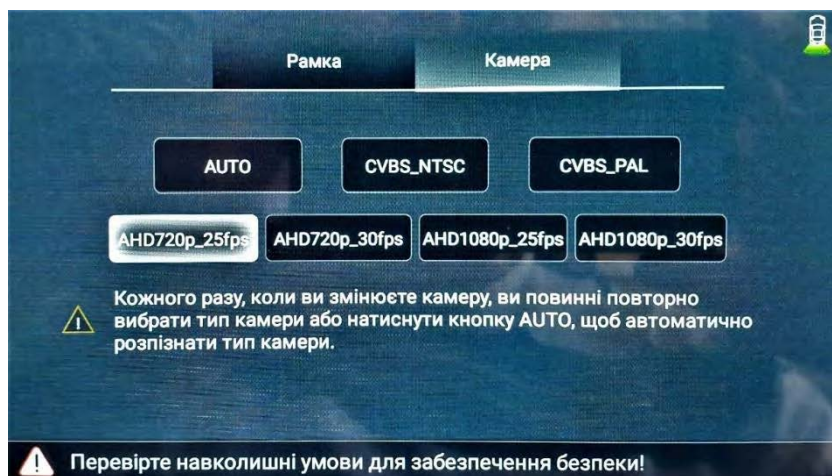 Рамка
Камера
AUTO
CVBS_NTSC
CVBS_PAL
AHD720p_25fps
AHD720p_30fps
AHD1080p_25fps
AHD1080p_30fps
Кожного разу, коли ви змінюєте камеру, ви повинні повторно
вибрати тип камери або натиснути кнопку AUTO, щоб автоматично
розпізнати тип камери.
Перевірте навколишні умови для забезпечення безпеки!